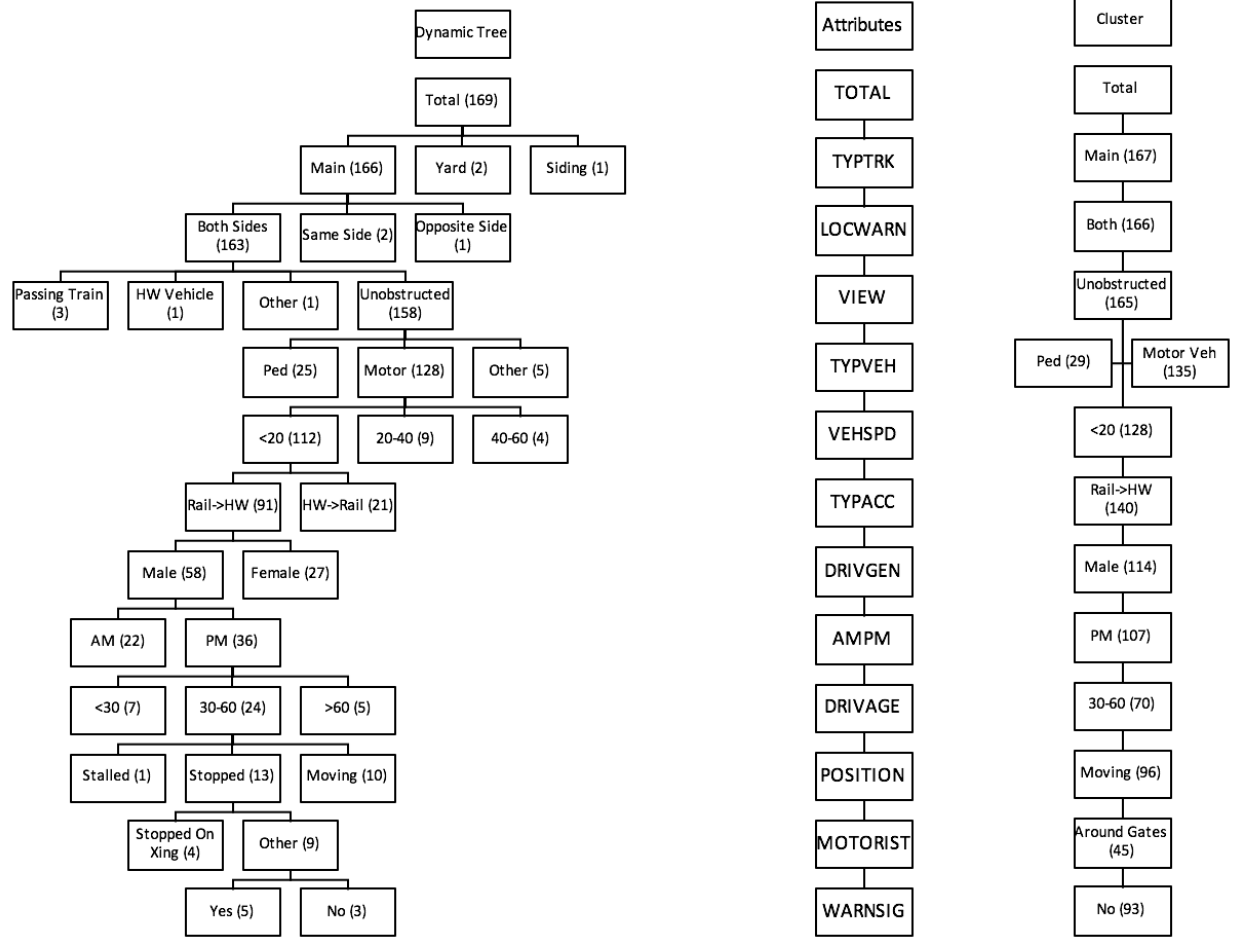 Dynamic Tree
Attributes
Cluster
Total (169)
TOTAL
Total
Main (166)
Yard (2)
Siding (1)
TYPTRK
Main (167)
Both Sides
(163)
Same Side (2)
Opposite Side
(1)
LOCWARN
Both (166)
Passing Train
(3)
HW Vehicle
(1)
Other (1)
Unobstructed
(158)
VIEW
Unobstructed
(165)
Ped (25)
Motor (128)
Other (5)
TYPVEH
Ped (29)
Motor Veh
(135)
<20 (112)
20-40 (9)
40-60 (4)
VEHSPD
<20 (128)
Rail->HW (91)
HW->Rail (21)
TYPACC
Rail->HW
(140)
Male (58)
Female (27)
DRIVGEN
Male (114)
AM (22)
PM (36)
AMPM
PM (107)
<30 (7)
30-60 (24)
>60 (5)
DRIVAGE
30-60 (70)
Stalled (1)
Stopped (13)
Moving (10)
POSITION
Moving (96)
Stopped On
Xing (4)
Other (9)
MOTORIST
Around Gates
(45)
Yes (5)
No (3)
WARNSIG
No (93)